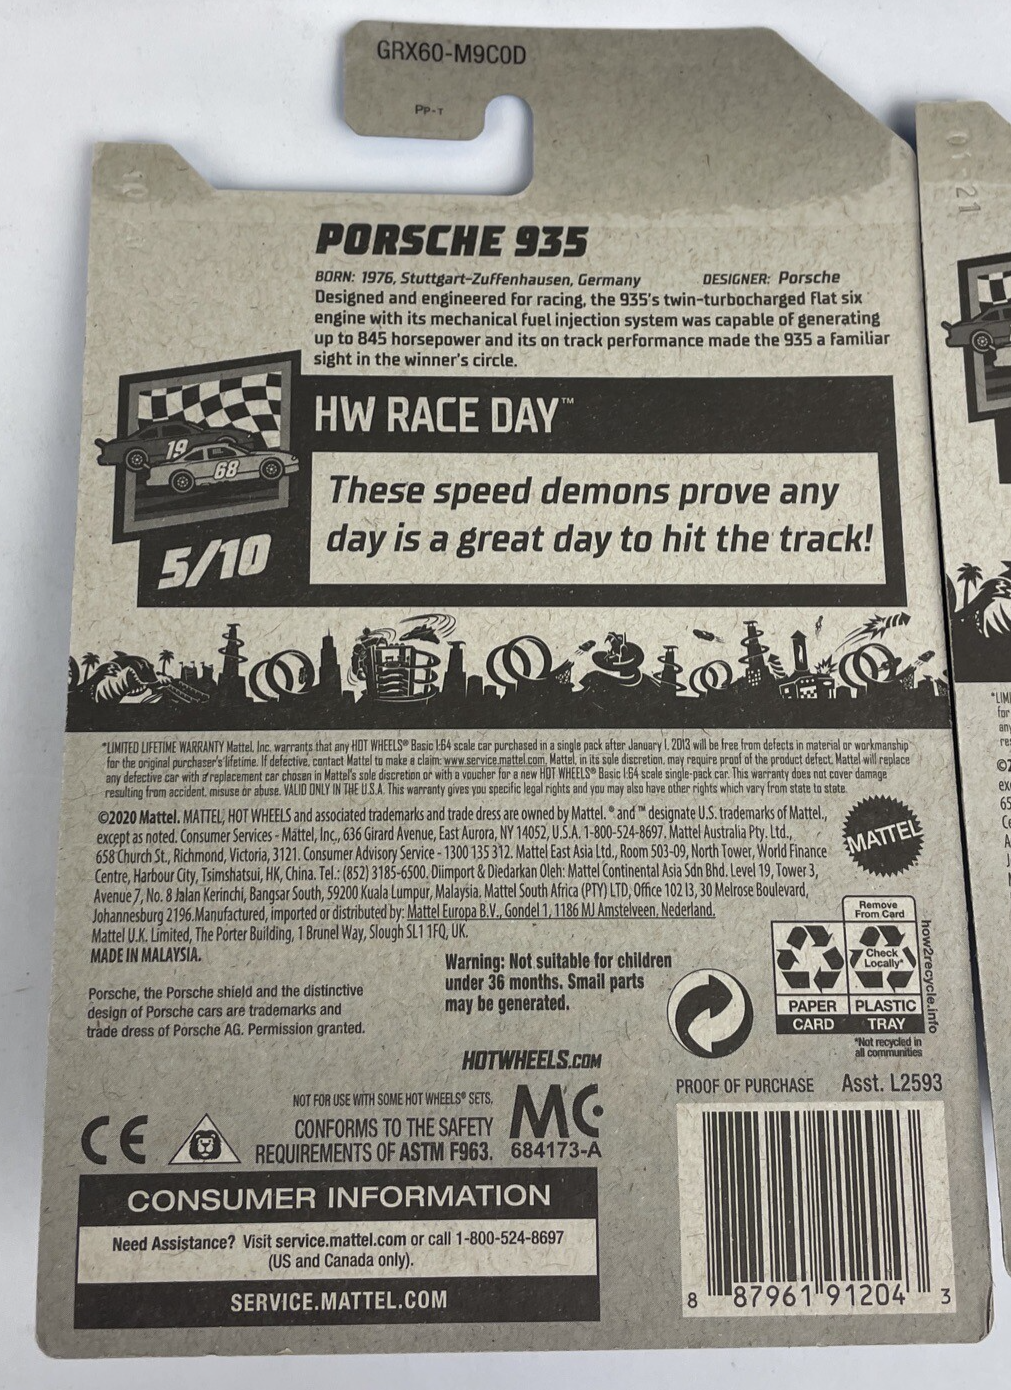 GRX60-M9C0D
PP-T
01-21
PORSCHE 935
BORN: 1976, Stuttgart-Zuffenhausen, Germany DESIGNER: Porsche
Designed and engineered for racing, the 935's twin-turbocharged flat six
engine with its mechanical fuel injection system was capable of generating
up to 845 horsepower and its on track performance made the 935 a familiar
sight in the winner's circle.
HW RACE DAY™
19
68
These speed demons prove any
day is a great day to hit the track!
5/10
*LIMITED LIFETIME WARRANTY Mattel, Inc. warrants that any HOT WHEELS® Basic 1:64 scale car purchased in a single pack after January 1, 2013 will be free from defects in material or workmanship
for the original purchaser's lifetime. If defective, contact Mattel to make a claim: www.service.mattel.com. Mattel, in its sole discretion, may require proof of the product defect. Mattel will replace
any defective car with a replacement car chosen in Mattel's sole discretion or with a voucher for a new HOT WHEELS® Basic 1:64 scale single-pack car. This warranty does not cover damage
resulting from accident, misuse or abuse. VALID ONLY IN THE U.S.A. This warranty gives you specific legal rights and you may also have other rights which vary from state to state.
©2020 Mattel. MATTEL, HOT WHEELS and associated trademarks and trade dress are owned by Mattel. ® and ™ designate U.S. trademarks of Mattel.,
except as noted. Consumer Services - Mattel, Inc., 636 Girard Avenue, East Aurora, NY 14052, U.S.A. 1-800-524-8697. Mattel Australia Pty. Ltd.,
658 Church St., Richmond, Victoria, 3121. Consumer Advisory Service - 1300 135 312. Mattel East Asia Ltd., Room 503-09, North Tower, World Finance
Centre, Harbour City, Tsimshatsui, HK, China. Tel.: (852) 3185-6500. Diimport & Diedarkan Oleh: Mattel Continental Asia Sdn Bhd. Level 19, Tower 3,
Avenue 7, No. 8 Jalan Kerinchi, Bangsar South, 59200 Kuala Lumpur, Malaysia. Mattel South Africa (PTY) LTD, Office 102 I3, 30 Melrose Boulevard,
Johannesburg 2196. Manufactured, imported or distributed by: Mattel Europa B.V., Gondel 1, 1186 MJ Amstelveen, Nederland.
Mattel U.K. Limited, The Porter Building, 1 Brunel Way, Slough SL1 1FQ, UK.
MADE IN MALAYSIA.
MATTEL
Porsche, the Porsche shield and the distinctive
design of Porsche cars are trademarks and
trade dress of Porsche AG. Permission granted.
Warning: Not suitable for children
under 36 months. Small parts
may be generated.
Remove
From Card
Check
Locally*
PAPER PLASTIC
CARD TRAY
how2recycle.info
*Not recycled in
all communities
HOTWHEELS.COM
NOT FOR USE WITH SOME HOT WHEELS® SETS.
CE
CONFORMS TO THE SAFETY
REQUIREMENTS OF ASTM F963.
MC
684173-A
PROOF OF PURCHASE Asst. L2593
CONSUMER INFORMATION
Need Assistance? Visit service.mattel.com or call 1-800-524-8697
(US and Canada only).
SERVICE.MATTEL.COM
8 87961 91204 3